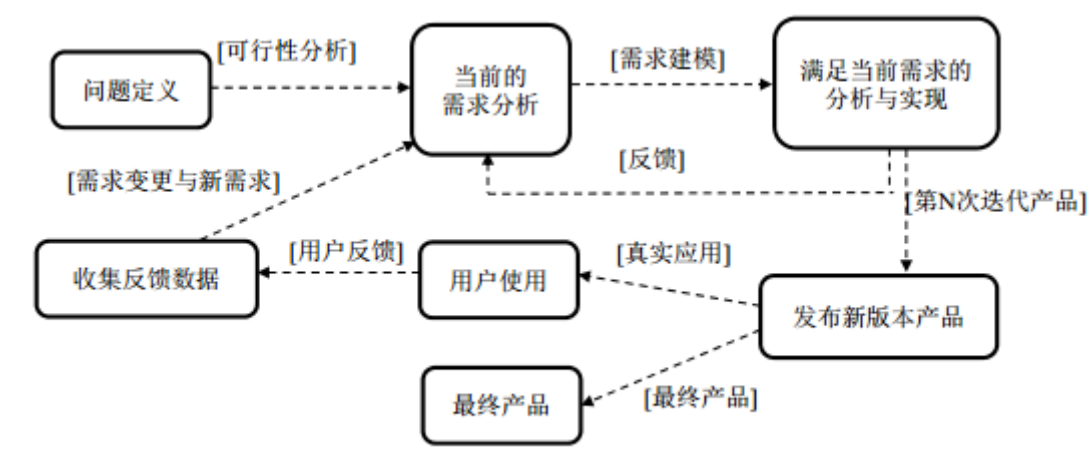 [可行性分析]
问题定义
当前的
需求分析
[需求建模]
满足当前需求的
分析与实现
[反馈]
[需求变更与新需求]
[第N次迭代产品]
收集反馈数据
[用户反馈]
用户使用
[真实应用]
发布新版本产品
最终产品
[最终产品]